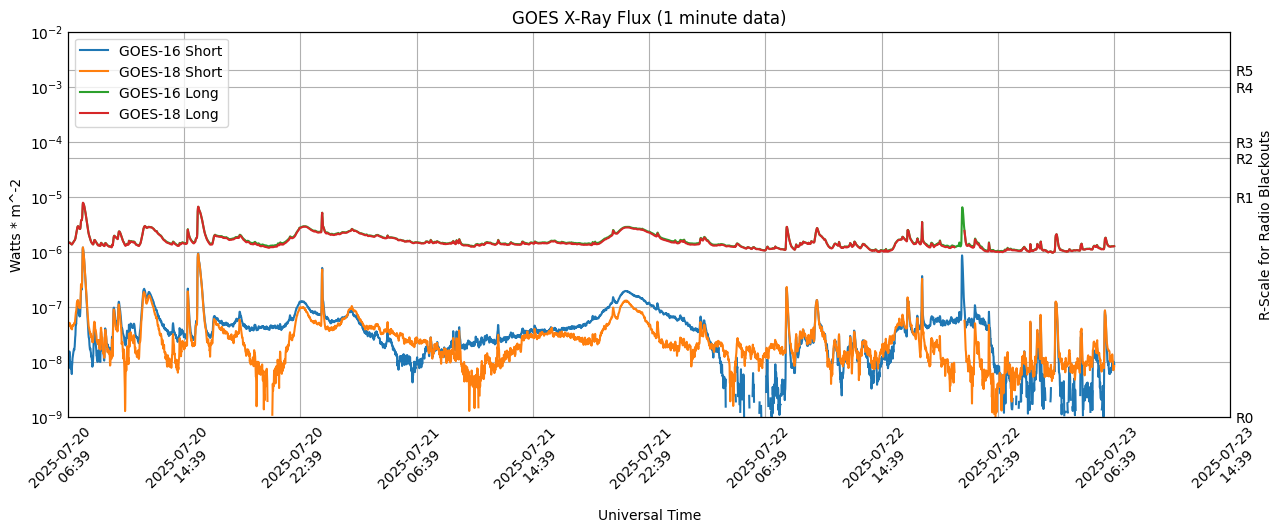 GOES X-Ray Flux (1 minute data)
GOES-16 Short
GOES-18 Short
GOES-16 Long
GOES-18 Long
10^-2
10^-3
10^-4
10^-5
10^-6
10^-7
10^-8
10^-9
Watts * m^-2
R5
R4
R3
R2
R1
R0
R-Scale for Radio Blackouts
2025-07-20
06:39
2025-07-20
14:39
2025-07-20
22:39
2025-07-21
06:39
2025-07-21
14:39
2025-07-21
22:39
2025-07-22
06:39
2025-07-22
14:39
2025-07-22
22:39
2025-07-23
06:39
2025-07-23
14:39
Universal Time